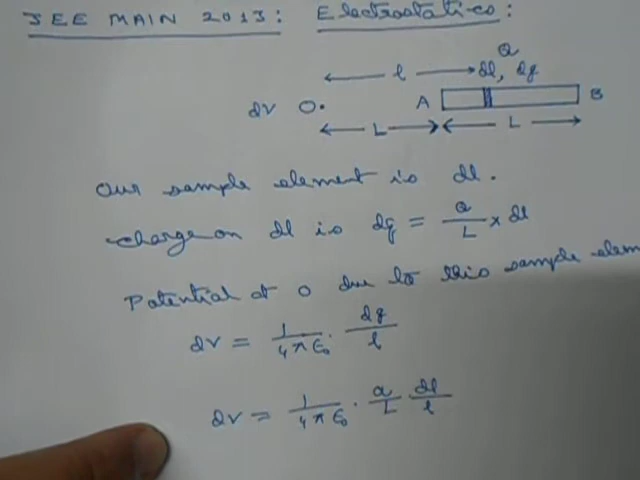 JEE MAIN 2013: Electrostatics:
Q
l dl, dq
dV O. A B
L L
Our sample element is dl.
charge on dl is dq = Q/L × dl
Potential at O due to this sample elem
dV = 1/4πε₀ . dq/l
dV = 1/4πε₀ . Q/L dl/l